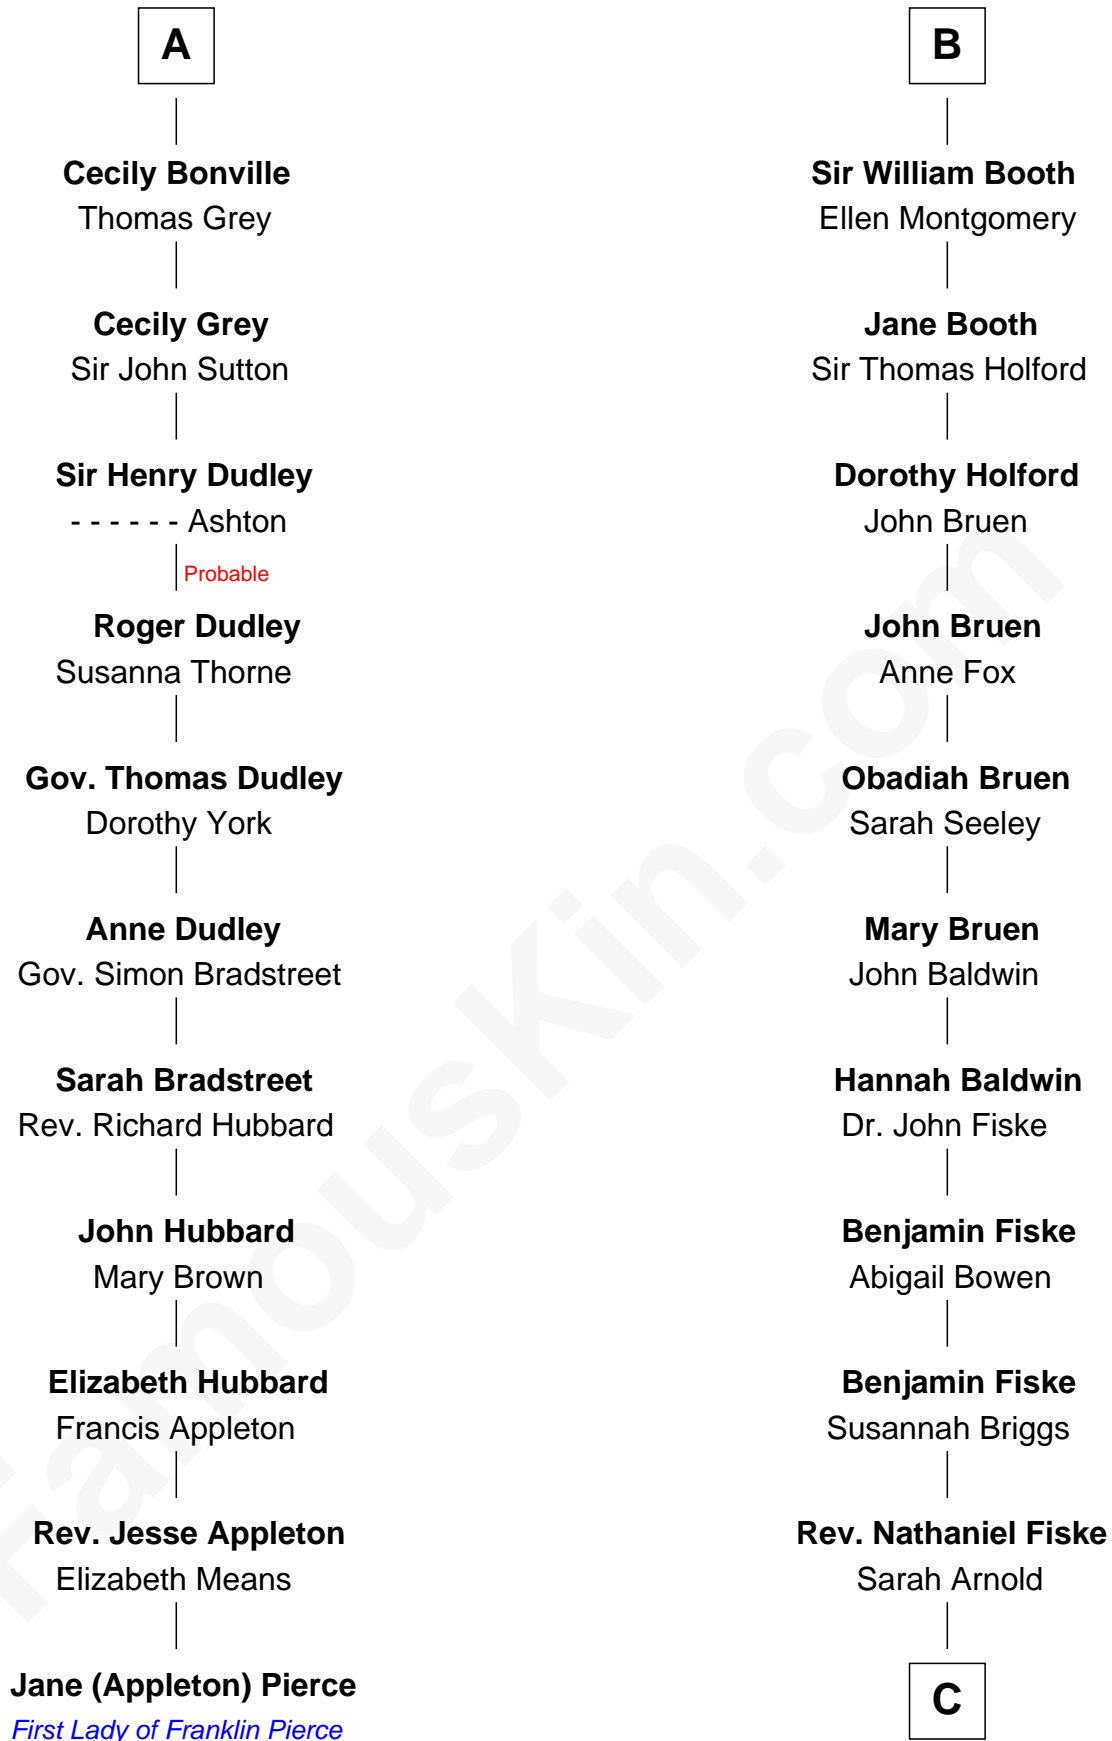 A
Cecily Bonville
Thomas Grey
Cecily Grey
Sir John Sutton
Sir Henry Dudley
- - - - - - Ashton
Probable
Roger Dudley
Susanna Thorne
Gov. Thomas Dudley
Dorothy York
Anne Dudley
Gov. Simon Bradstreet
Sarah Bradstreet
Rev. Richard Hubbard
John Hubbard
Mary Brown
Elizabeth Hubbard
Francis Appleton
Rev. Jesse Appleton
Elizabeth Means
Jane (Appleton) Pierce
First Lady of Franklin Pierce
B
Sir William Booth
Ellen Montgomery
Jane Booth
Sir Thomas Holford
Dorothy Holford
John Bruen
John Bruen
Anne Fox
Obadiah Bruen
Sarah Seeley
Mary Bruen
John Baldwin
Hannah Baldwin
Dr. John Fiske
Benjamin Fiske
Abigail Bowen
Benjamin Fiske
Susannah Briggs
Rev. Nathaniel Fiske
Sarah Arnold
C
FamousKin.com